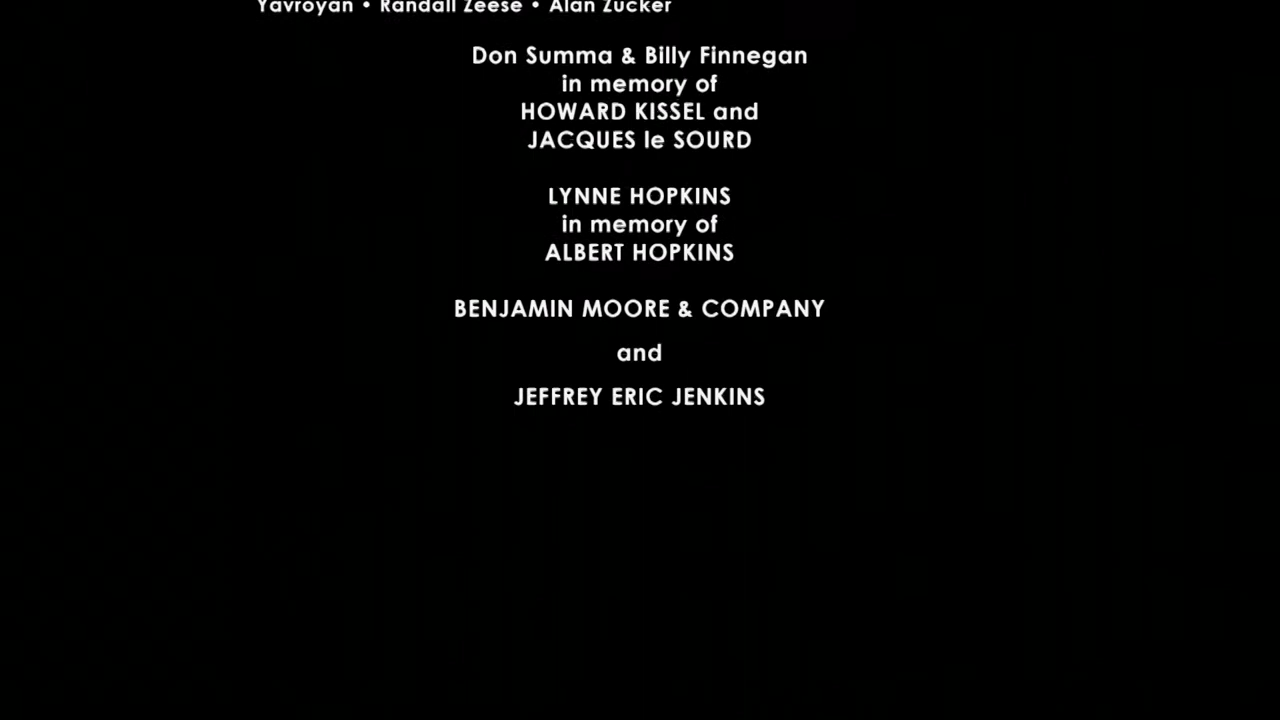 Yavroyan • Randall Zeese • Alan Zucker
Don Summa & Billy Finnegan
in memory of
HOWARD KISSEL and
JACQUES le SOURD
LYNNE HOPKINS
in memory of
ALBERT HOPKINS
BENJAMIN MOORE & COMPANY
and
JEFFREY ERIC JENKINS